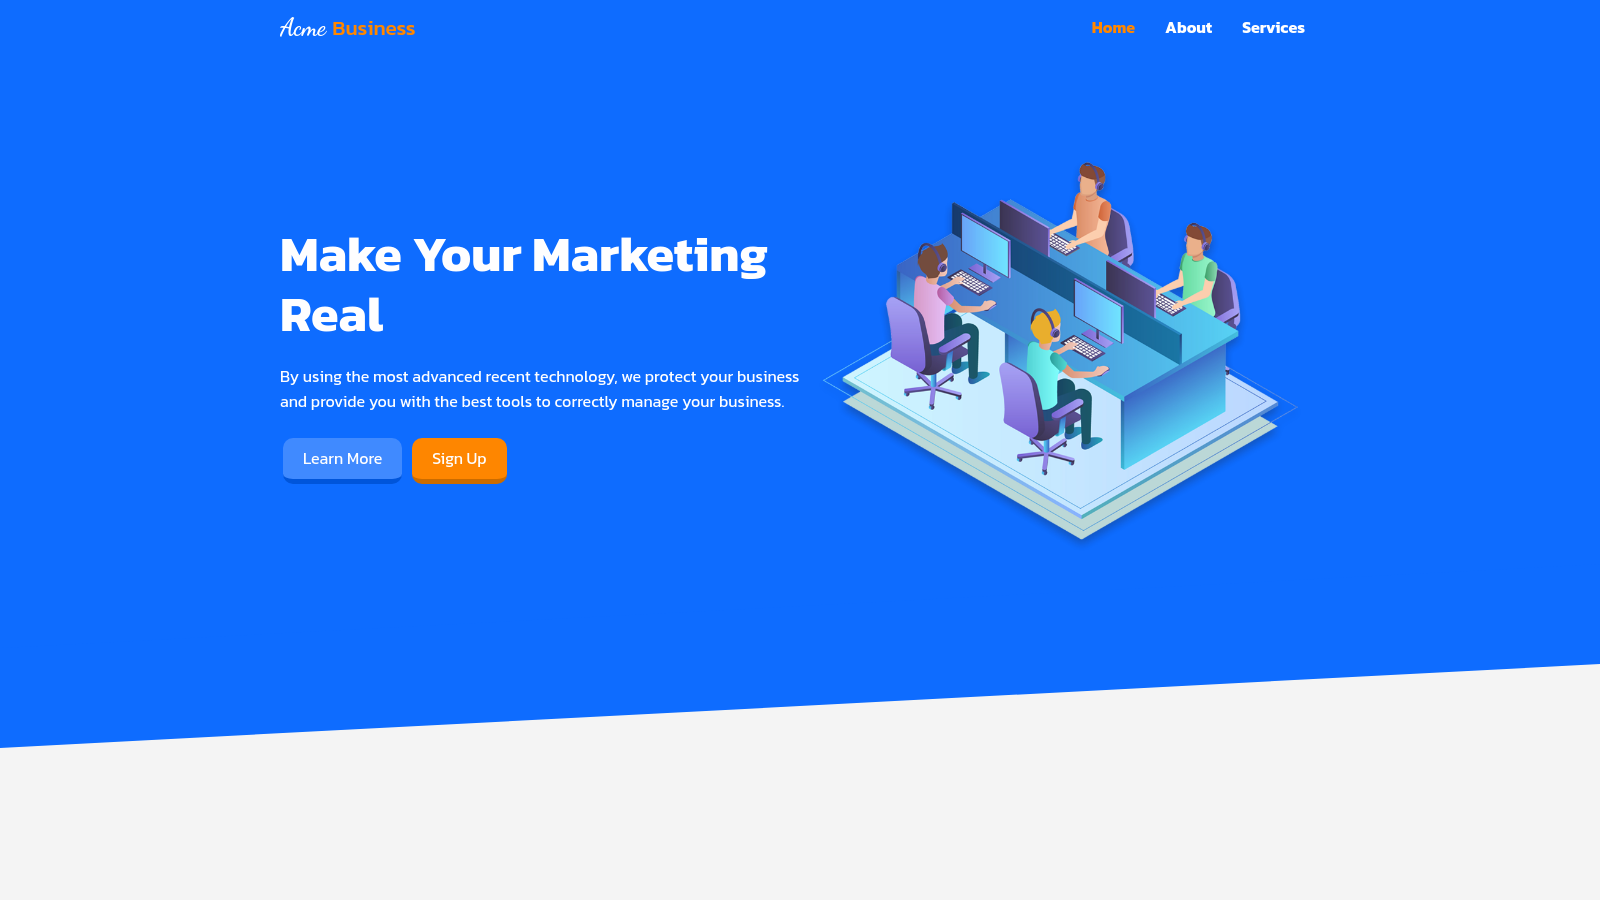 Acme Business
Home About Services
Make Your Marketing
Real
By using the most advanced recent technology, we protect your business
and provide you with the best tools to correctly manage your business.
Learn More Sign Up